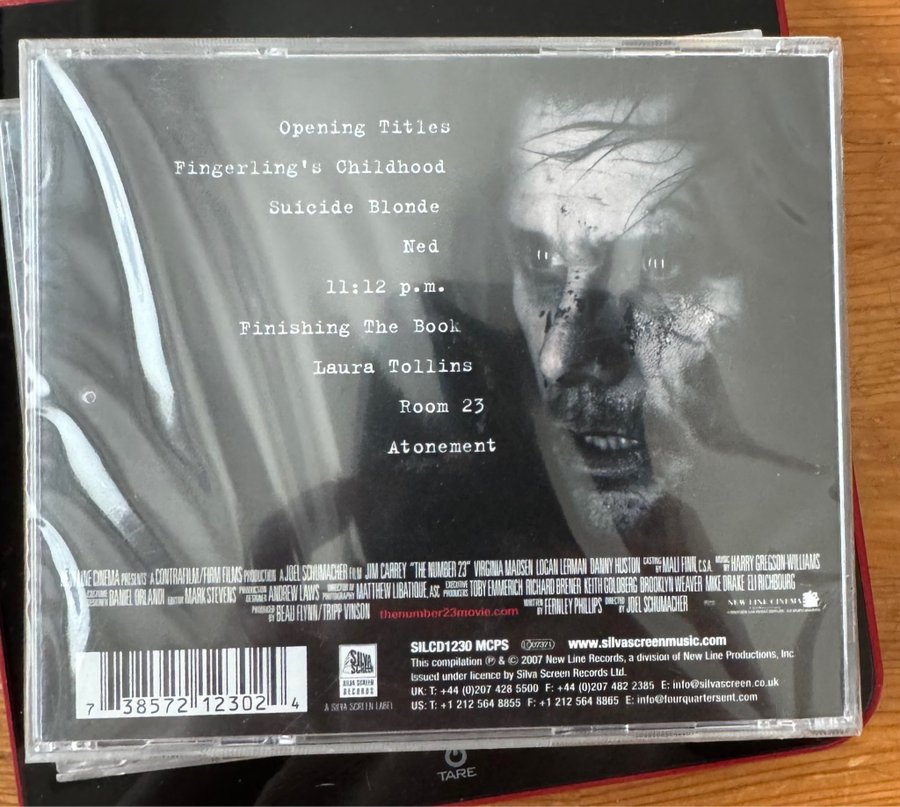 Opening Titles
Fingerling's Childhood
Suicide Blonde
Ned
11:12 p.m.
Finishing The Book
Laura Tollins
Room 23
Atonement
LINE CINEMA PRESENTS A CONTRAFILM/FIRM FILMS PRODUCTION A JOEL SCHUMACHER FILM JIM CARREY "THE NUMBER 23" VIRGINIA MADSEN LOGAN LERMAN DANNY HUSTON CASTING BY MALI FINN, C.S.A. MUSIC BY HARRY GREGSON-WILLIAMS
COSTUME DESIGNER DANIEL ORLANDI EDITOR MARK STEVENS PRODUCTION DESIGNER ANDREW LAWS DIRECTOR OF PHOTOGRAPHY MATTHEW LIBATIQUE, ASC EXECUTIVE PRODUCERS TOBY EMMERICH RICHARD BRENER KEITH GOLDBERG BROOKLYN WEAVER MIKE DRAKE ELI RICHBOURG
PRODUCED BY BEAU FLYNN/TRIPP VINSON thenumber23movie.com WRITTEN BY FERNLEY PHILLIPS DIRECTED BY JOEL SCHUMACHER NEW LINE CINEMA
SILCD1230 MCPS LC07371 www.silvascreenmusic.com
This compilation ℗ & © 2007 New Line Records, a division of New Line Productions, Inc
Issued under licence by Silva Screen Records Ltd.
UK: T: +44 (0)207 428 5500 F: +44 (0)207 482 2385 E: info@silvascreen.co.uk
US: T: +1 212 564 8855 F: +1 212 564 8865 E: info@fourquartersent.com
SILVA
SCREEN
SILVA SCREEN
RECORDS
A SILVA SCREEN LABEL
7 38572 12302 4
TARE